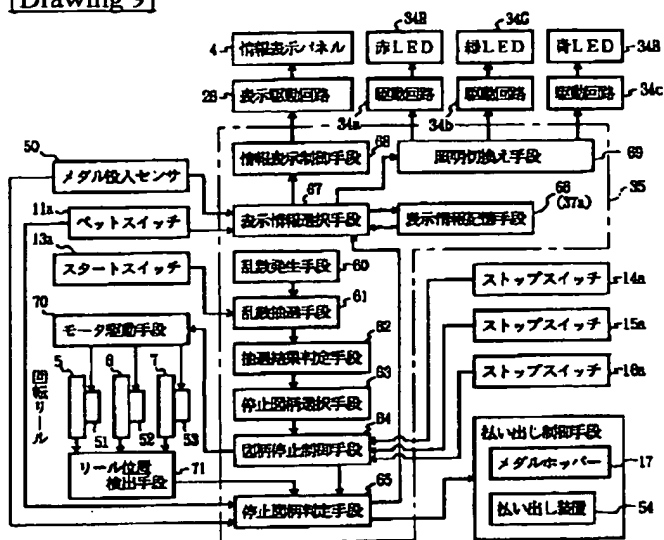 [Drawing 9]
34R 34G 34B
4 情報表示パネル 赤LED 緑LED 青LED
28 表示駆動回路 駆動回路 駆動回路 駆動回路 34c
34a 34b
50 情報表示制御手段 68 照明切換え手段 69
メダル投入センサ 67
11a 表示情報選択手段 表示情報記憶手段 66 (37a) 35
ベットスイッチ
13a
スタートスイッチ 乱数発生手段 60
70 乱数抽選手段 61 ストップスイッチ 14a
モータ駆動手段 抽選結果判定手段 62 ストップスイッチ 15a
5 6 7 停止図柄選択手段 63 ストップスイッチ 16a
回転リール
51 52 53 図柄停止制御手段 64
払い出し制御手段
リール位置検出手段 71 メダルホッパー 17
停止図柄判定手段 65 払い出し装置 54